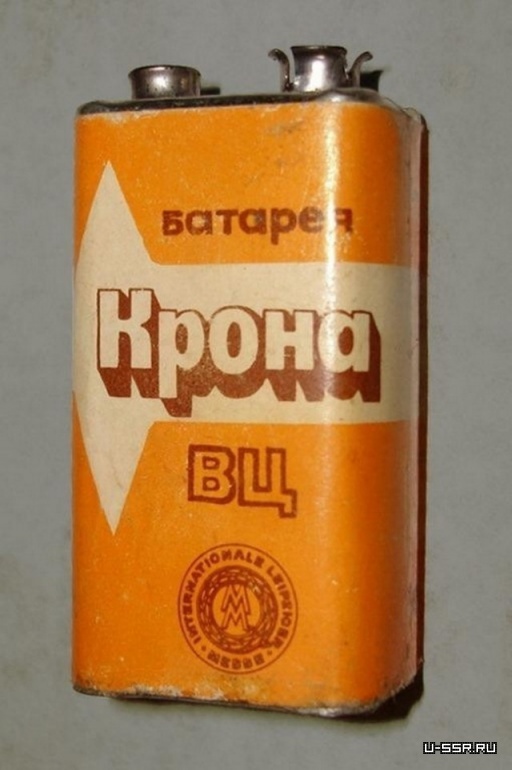 Батарея
Крона
ВЦ
INTERNATIONALE LEIPZIGER MESSE
MM
U-SSR.RU